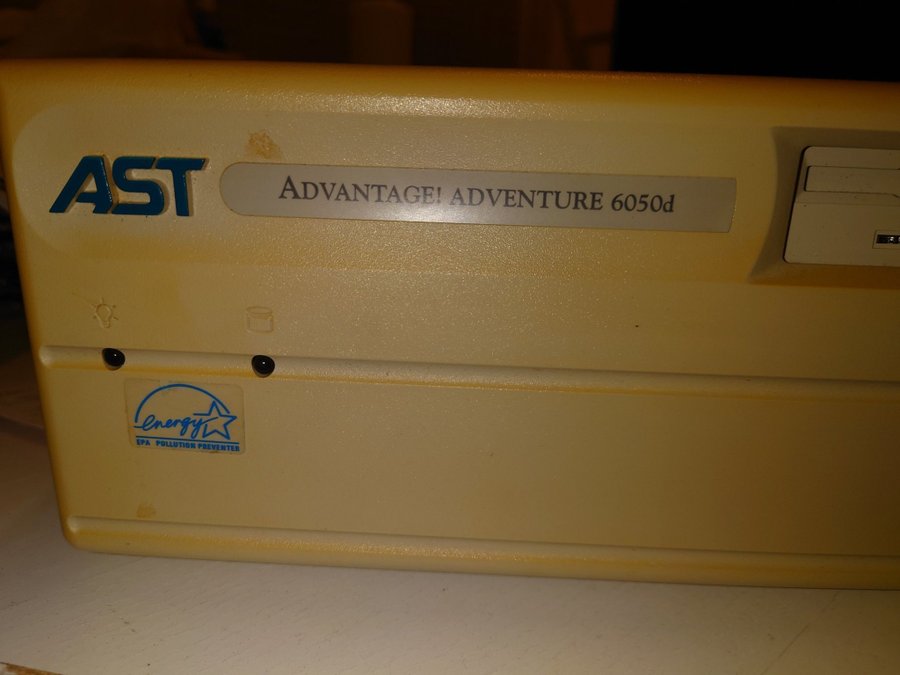 AST
ADVANTAGE! ADVENTURE 6050d
energy
EPA POLLUTION PREVENTER